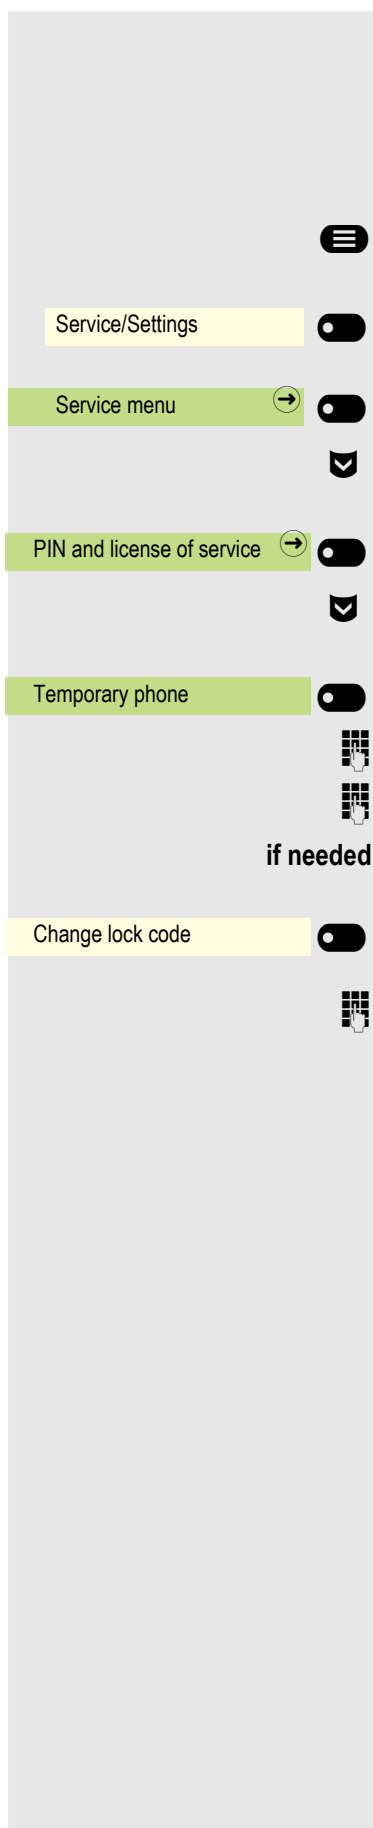 Service/Settings
Service menu
PIN and license of service
Temporary phone
if needed
Change lock code